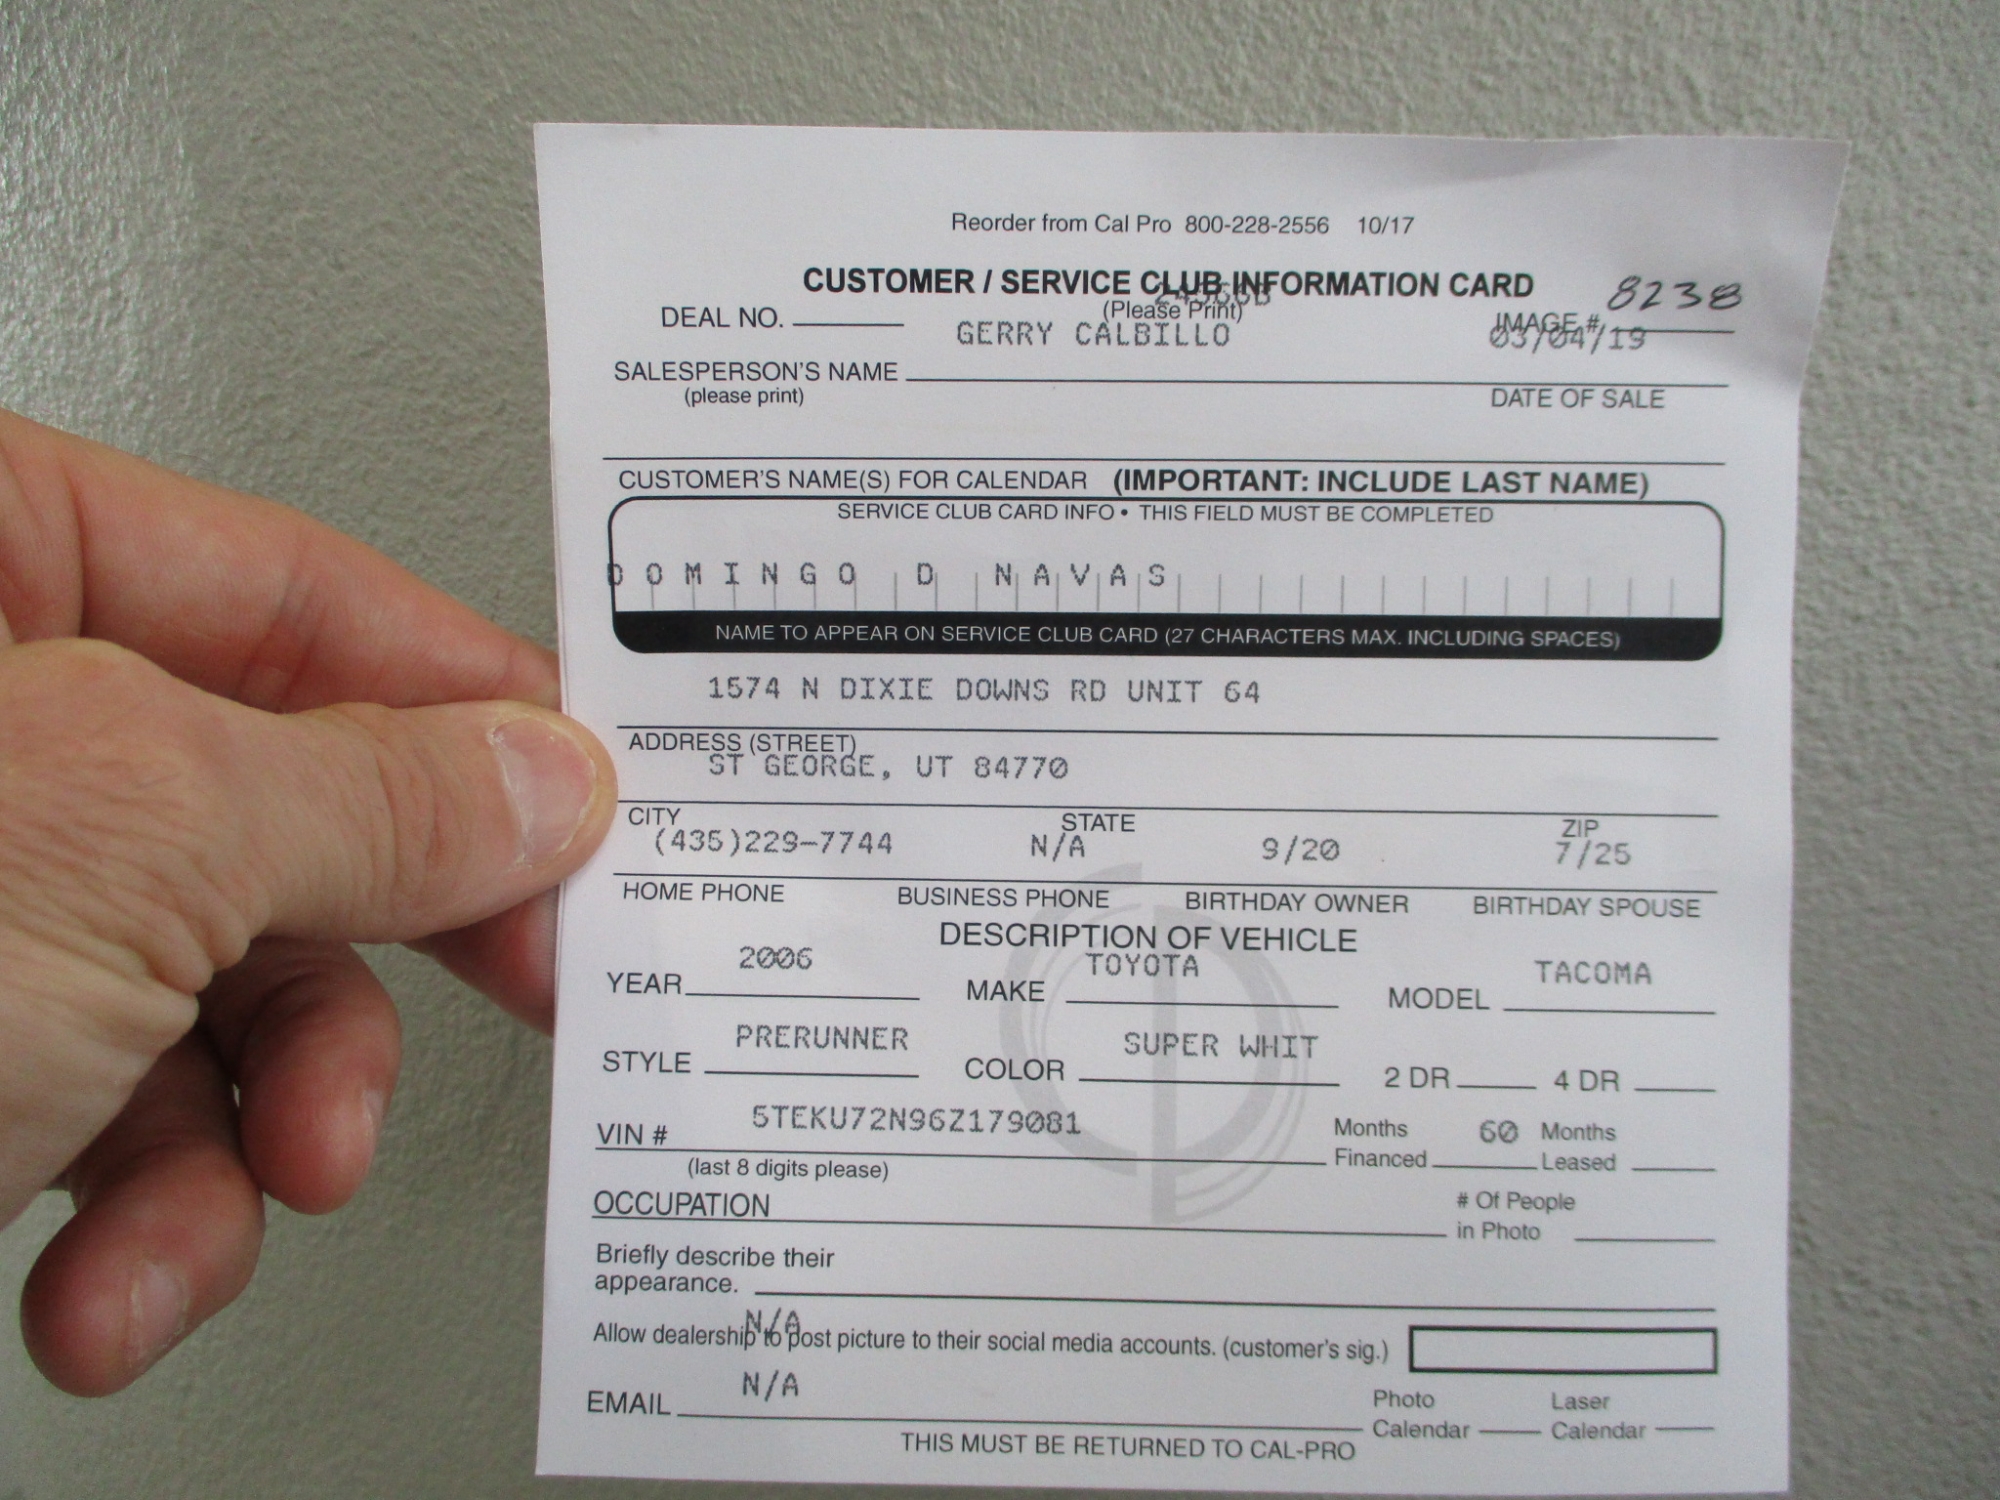 Reorder from Cal Pro 800-228-2556 10/17
CUSTOMER / SERVICE CLUB INFORMATION CARD 8238
DEAL NO. (Please Print) IMAGE #
GERRY CALBILLO 03/04/19
SALESPERSON'S NAME
(please print) DATE OF SALE
CUSTOMER'S NAME(S) FOR CALENDAR (IMPORTANT: INCLUDE LAST NAME)
SERVICE CLUB CARD INFO • THIS FIELD MUST BE COMPLETED
DOMINGO D NAVAS
NAME TO APPEAR ON SERVICE CLUB CARD (27 CHARACTERS MAX. INCLUDING SPACES)
1574 N DIXIE DOWNS RD UNIT 64
ADDRESS (STREET)
ST GEORGE, UT 84770
CITY STATE ZIP
(435)229-7744 N/A 9/20 7/25
HOME PHONE BUSINESS PHONE BIRTHDAY OWNER BIRTHDAY SPOUSE
DESCRIPTION OF VEHICLE
2006 TOYOTA TACOMA
YEAR MAKE MODEL
PRERUNNER SUPER WHIT
STYLE COLOR 2 DR 4 DR
5TEKU72N96Z179081
VIN # Months Financed 60 Months Leased
(last 8 digits please)
OCCUPATION # Of People in Photo
Briefly describe their
appearance.
N/A
Allow dealership to post picture to their social media accounts. (customer's sig.)
N/A
EMAIL Photo Calendar Laser Calendar
THIS MUST BE RETURNED TO CAL-PRO